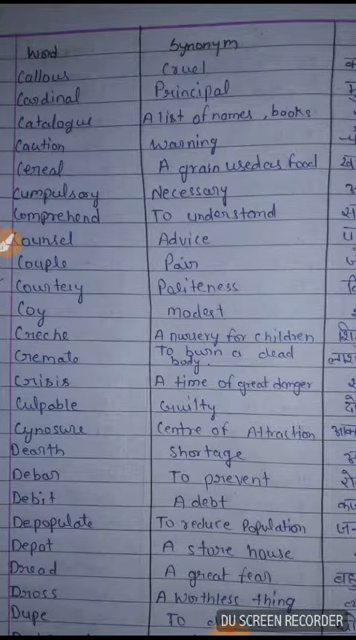 Word Synonym
Callous Cruel
Cardinal Principal
Catalogue A list of names, books
Caution Warning
Cereal A grain used as food
Cumpulsory Necessary
Comprehend To understand
Counsel Advice
Couple Pair
Courtery Politeness
Coy modest
Creche A nursery for children
Cremate To burn a dead body.
Crisis A time of great danger
Culpable Guilty
Cynosure Centre of Attraction
Dearth Shortage
Debar To prevent
Debit A debt
Depopulate To reduce Population
Depot A store house
Dread A great fear
Dross A worthless thing
Dupe To
DU SCREEN RECORDER